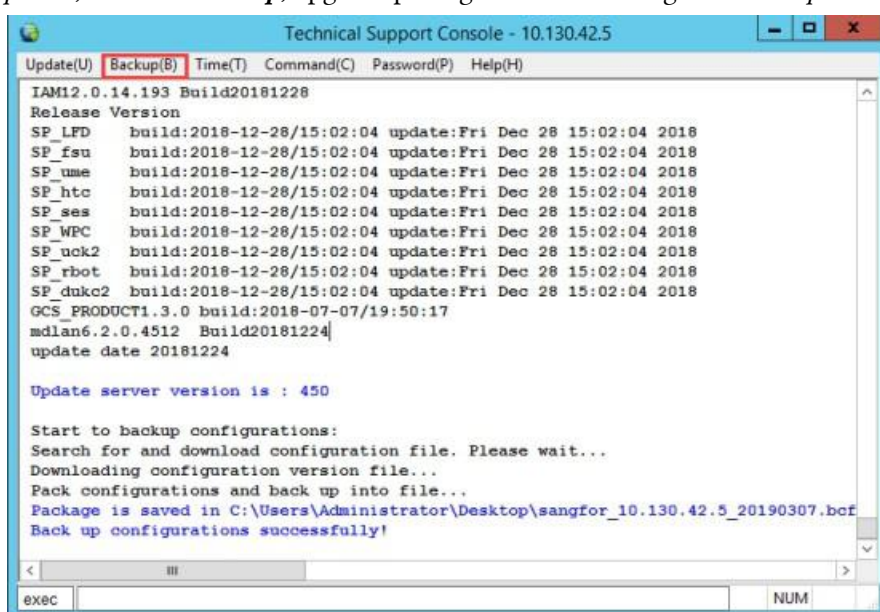 Technical Support Console - 10.130.42.5
Update(U) Backup(B) Time(T) Command(C) Password(P) Help(H)
IAM12.0.14.193 Build20181228
Release Version
SP_LFD build:2018-12-28/15:02:04 update:Fri Dec 28 15:02:04 2018
SP_fsu build:2018-12-28/15:02:04 update:Fri Dec 28 15:02:04 2018
SP_ume build:2018-12-28/15:02:04 update:Fri Dec 28 15:02:04 2018
SP_htc build:2018-12-28/15:02:04 update:Fri Dec 28 15:02:04 2018
SP_ses build:2018-12-28/15:02:04 update:Fri Dec 28 15:02:04 2018
SP_WPC build:2018-12-28/15:02:04 update:Fri Dec 28 15:02:04 2018
SP_uck2 build:2018-12-28/15:02:04 update:Fri Dec 28 15:02:04 2018
SP_rbot build:2018-12-28/15:02:04 update:Fri Dec 28 15:02:04 2018
SP_dukc2 build:2018-12-28/15:02:04 update:Fri Dec 28 15:02:04 2018
GCS_PRODUCT1.3.0 build:2018-07-07/19:50:17
mdlan6.2.0.4512 Build20181224
update date 20181224
Update server version is : 450
Start to backup configurations:
Search for and download configuration file. Please wait...
Downloading configuration version file...
Pack configurations and back up into file...
Package is saved in C:\Users\Administrator\Desktop\sangfor_10.130.42.5_20190307.bcf
Back up configurations successfully!
exec NUM